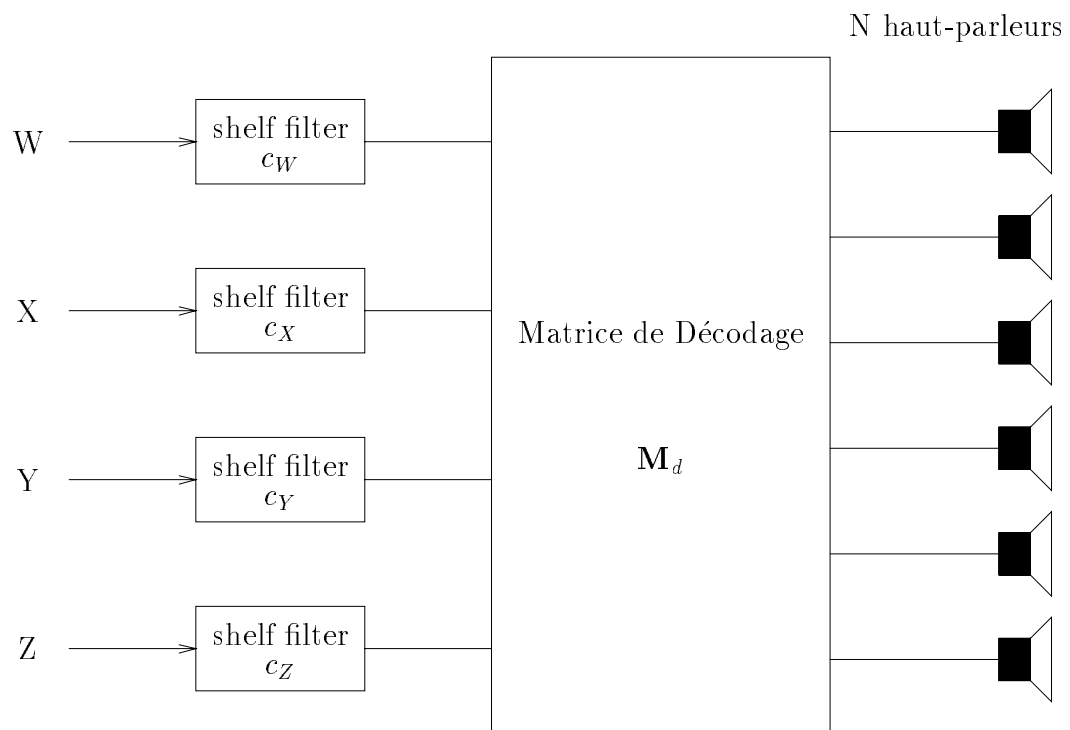 N haut-parleurs
W
shelf filter
c_W
X
shelf filter
c_X
Matrice de Décodage
M_d
Y
shelf filter
c_Y
Z
shelf filter
c_Z